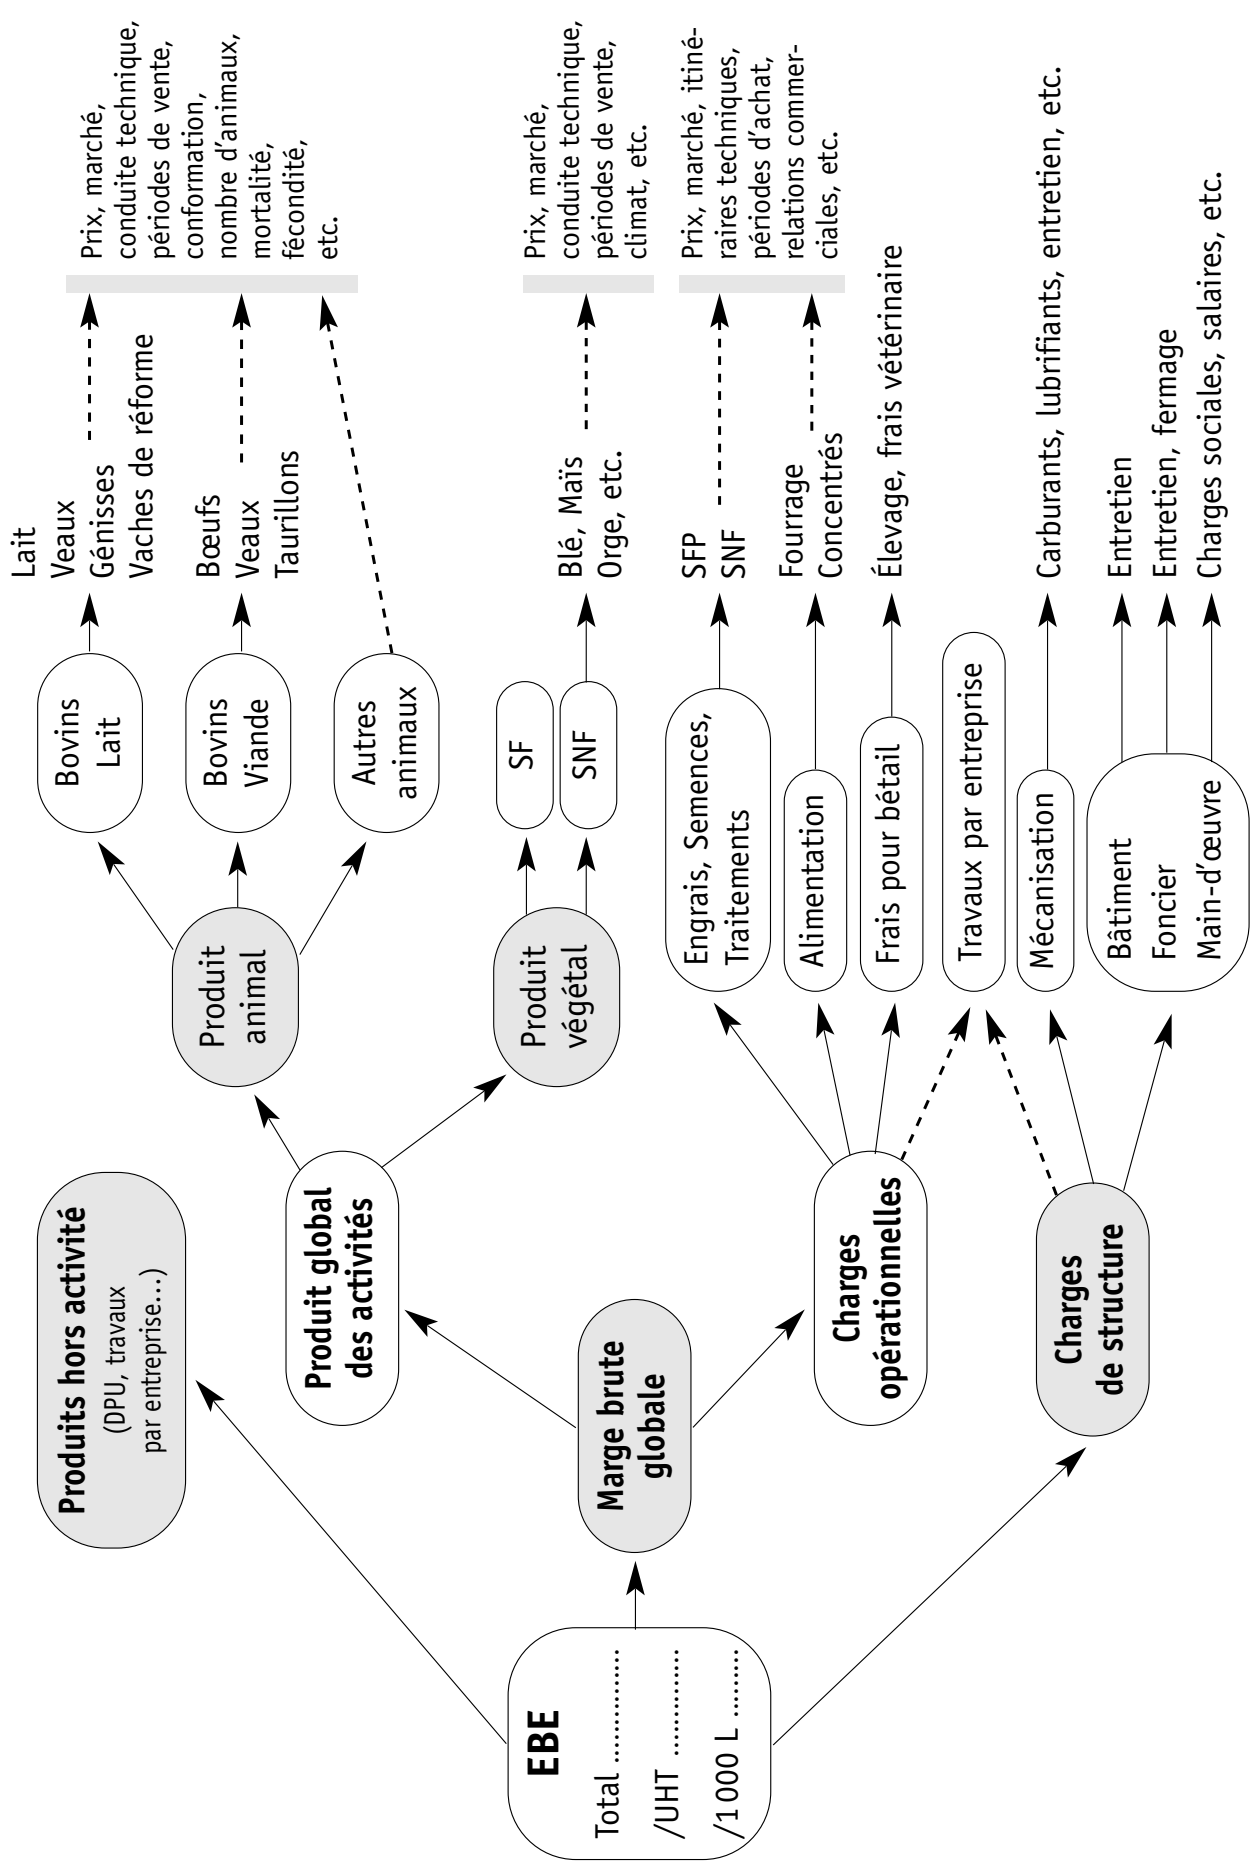 EBE
Total ................
/UHT ..............
/1000 L .........
Produits hors activité
(DPU, travaux
par entreprise...)
Marge brute
globale
Charges
de structure
Produit global
des activités
Charges
opérationnelles
Produit
animal
Produit
végétal
Bovins
Lait
Bovins
Viande
Autres
animaux
SF
SNF
Engrais, Semences,
Traitements
Alimentation
Frais pour bétail
Travaux par entreprise
Mécanisation
Bâtiment
Foncier
Main-d'œuvre
Lait
Veaux
Génisses
Vaches de réforme
Bœufs
Veaux
Taurillons
Blé, Maïs
Orge, etc.
SFP
SNF
Fourrage
Concentrés
Élevage, frais vétérinaire
Carburants, lubrifiants, entretien, etc.
Entretien
Entretien, fermage
Charges sociales, salaires, etc.
Prix, marché,
conduite technique,
périodes de vente,
conformation,
nombre d'animaux,
mortalité,
fécondité,
etc.
Prix, marché,
conduite technique,
périodes de vente,
climat, etc.
Prix, marché, itiné-
raires techniques,
périodes d'achat,
relations commer-
ciales, etc.